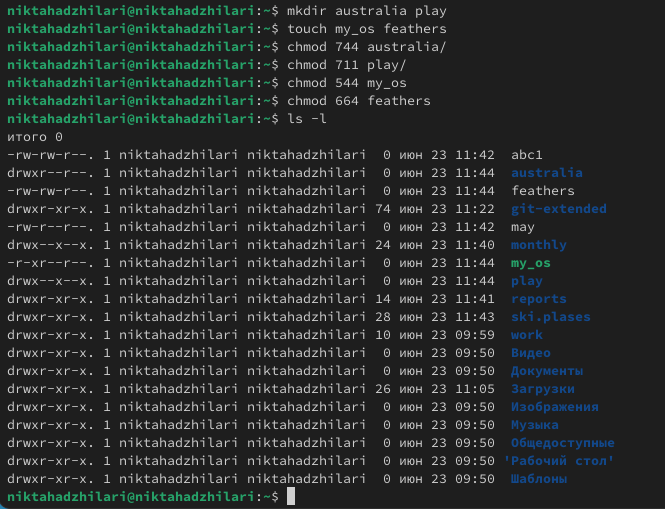 niktahadzhilari@niktahadzhilari:~$ mkdir australia play
niktahadzhilari@niktahadzhilari:~$ touch my_os feathers
niktahadzhilari@niktahadzhilari:~$ chmod 744 australia/
niktahadzhilari@niktahadzhilari:~$ chmod 711 play/
niktahadzhilari@niktahadzhilari:~$ chmod 544 my_os
niktahadzhilari@niktahadzhilari:~$ chmod 664 feathers
niktahadzhilari@niktahadzhilari:~$ ls -l
итого 0
-rw-rw-r--. 1 niktahadzhilari niktahadzhilari  0 июн 23 11:42  abc1
drwxr--r--. 1 niktahadzhilari niktahadzhilari  0 июн 23 11:44  australia
-rw-rw-r--. 1 niktahadzhilari niktahadzhilari  0 июн 23 11:44  feathers
drwxr-xr-x. 1 niktahadzhilari niktahadzhilari 74 июн 23 11:22  git-extended
-rw-r--r--. 1 niktahadzhilari niktahadzhilari  0 июн 23 11:42  may
drwx--x--x. 1 niktahadzhilari niktahadzhilari 24 июн 23 11:40  monthly
-r-xr--r--. 1 niktahadzhilari niktahadzhilari  0 июн 23 11:44  my_os
drwx--x--x. 1 niktahadzhilari niktahadzhilari  0 июн 23 11:44  play
drwxr-xr-x. 1 niktahadzhilari niktahadzhilari 14 июн 23 11:41  reports
drwxr-xr-x. 1 niktahadzhilari niktahadzhilari 28 июн 23 11:43  ski.plases
drwxr-xr-x. 1 niktahadzhilari niktahadzhilari 10 июн 23 09:59  work
drwxr-xr-x. 1 niktahadzhilari niktahadzhilari  0 июн 23 09:50  Видео
drwxr-xr-x. 1 niktahadzhilari niktahadzhilari  0 июн 23 09:50  Документы
drwxr-xr-x. 1 niktahadzhilari niktahadzhilari 26 июн 23 11:05  Загрузки
drwxr-xr-x. 1 niktahadzhilari niktahadzhilari  0 июн 23 09:50  Изображения
drwxr-xr-x. 1 niktahadzhilari niktahadzhilari  0 июн 23 09:50  Музыка
drwxr-xr-x. 1 niktahadzhilari niktahadzhilari  0 июн 23 09:50  Общедоступные
drwxr-xr-x. 1 niktahadzhilari niktahadzhilari  0 июн 23 09:50 'Рабочий стол'
drwxr-xr-x. 1 niktahadzhilari niktahadzhilari  0 июн 23 09:50  Шаблоны
niktahadzhilari@niktahadzhilari:~$